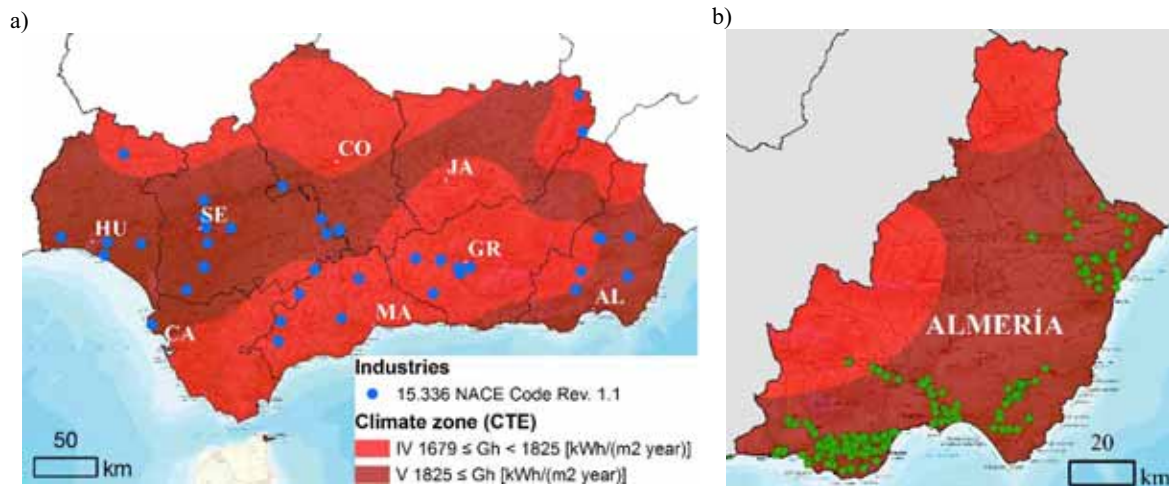 a)
b)
CO
JA
SE
HU
GR
AL
MA
CA
ALMERÍA
Industries
15.336 NACE Code Rev. 1.1
Climate zone (CTE)
IV 1679 ≤ Gh < 1825 [kWh/(m2 year)]
V 1825 ≤ Gh [kWh/(m2 year)]
50
km
20
km